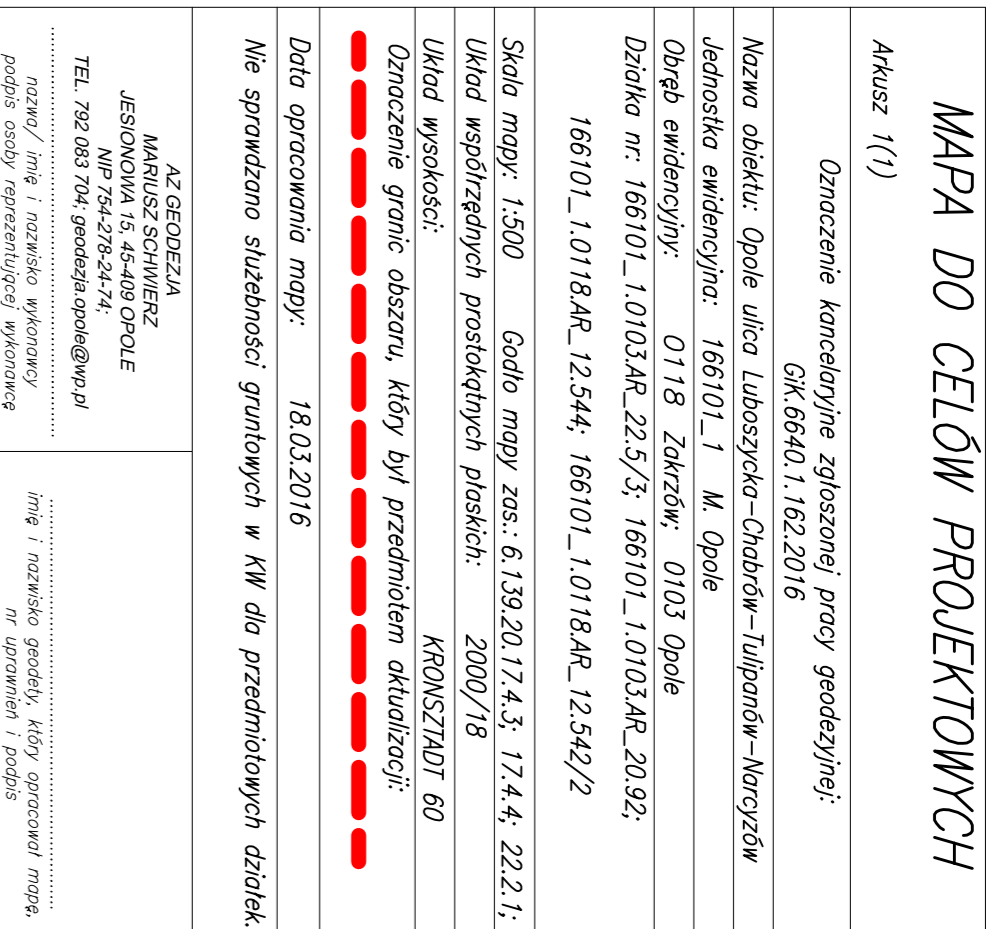 MAPA DO CELÓW PROJEKTOWYCH
Arkusz 1(1)
Oznaczenie kancelaryjne zgłoszonej pracy geodezyjnej:
GiK.6640.1.162.2016
Nazwa obiektu: Opole ulica Luboszycka-Chabrów-Tulipanów-Narcyzów
Jednostka ewidencyjna: 166101_1 M. Opole
Obręb ewidencyjny: 0118 Zakrzów; 0103 Opole
Działka nr: 166101_1.0103.AR_22.5/3; 166101_1.0103.AR_20.92;
166101_1.0118.AR_12.544; 166101_1.0118.AR_12.542/2
Skala mapy: 1:500 Godło mapy zas.: 6.139.20.17.4.3; 17.4.4; 22.2.1;
Układ współrzędnych prostokątnych płaskich: 2000/18
Układ wysokości: KRONSZTADT 60
Oznaczenie granic obszaru, który był przedmiotem aktualizacji:
Data opracowania mapy: 18.03.2016
Nie sprawdzano służebności gruntowych w KW dla przedmiotowych działek.
AZ GEODEZJA
MARIUSZ SCHWIERZ
JESIONOWA 15, 45-409 OPOLE
NIP 754-278-24-74;
TEL. 792 083 704; geodezja.opole@wp.pl
nazwa/ imię i nazwisko wykonawcy
podpis osoby reprezentującej wykonawcę
imię i nazwisko geodety, który opracował mapę,
nr uprawnień i podpis